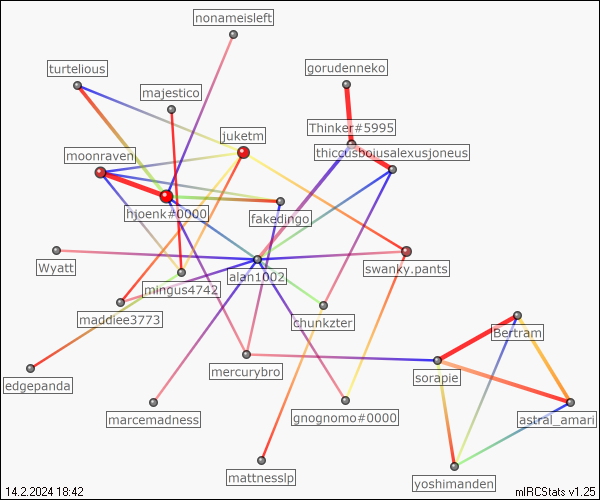 nonameisleft
turtelious
gorudenneko
majestico
juketm
Thinker#5995
moonraven
thiccusboiusalexusjoneus
hjoenk#0000
fakedingo
Wyatt
alan1002
swanky.pants
mingus4742
maddiee3773
chunkzter
Bertram
mercurybro
sorapie
edgepanda
marcemadness
gnognomo#0000
astral_amari
mattnesslp
yoshimanden
14.2.2024 18:42
mIRCStats v1.25